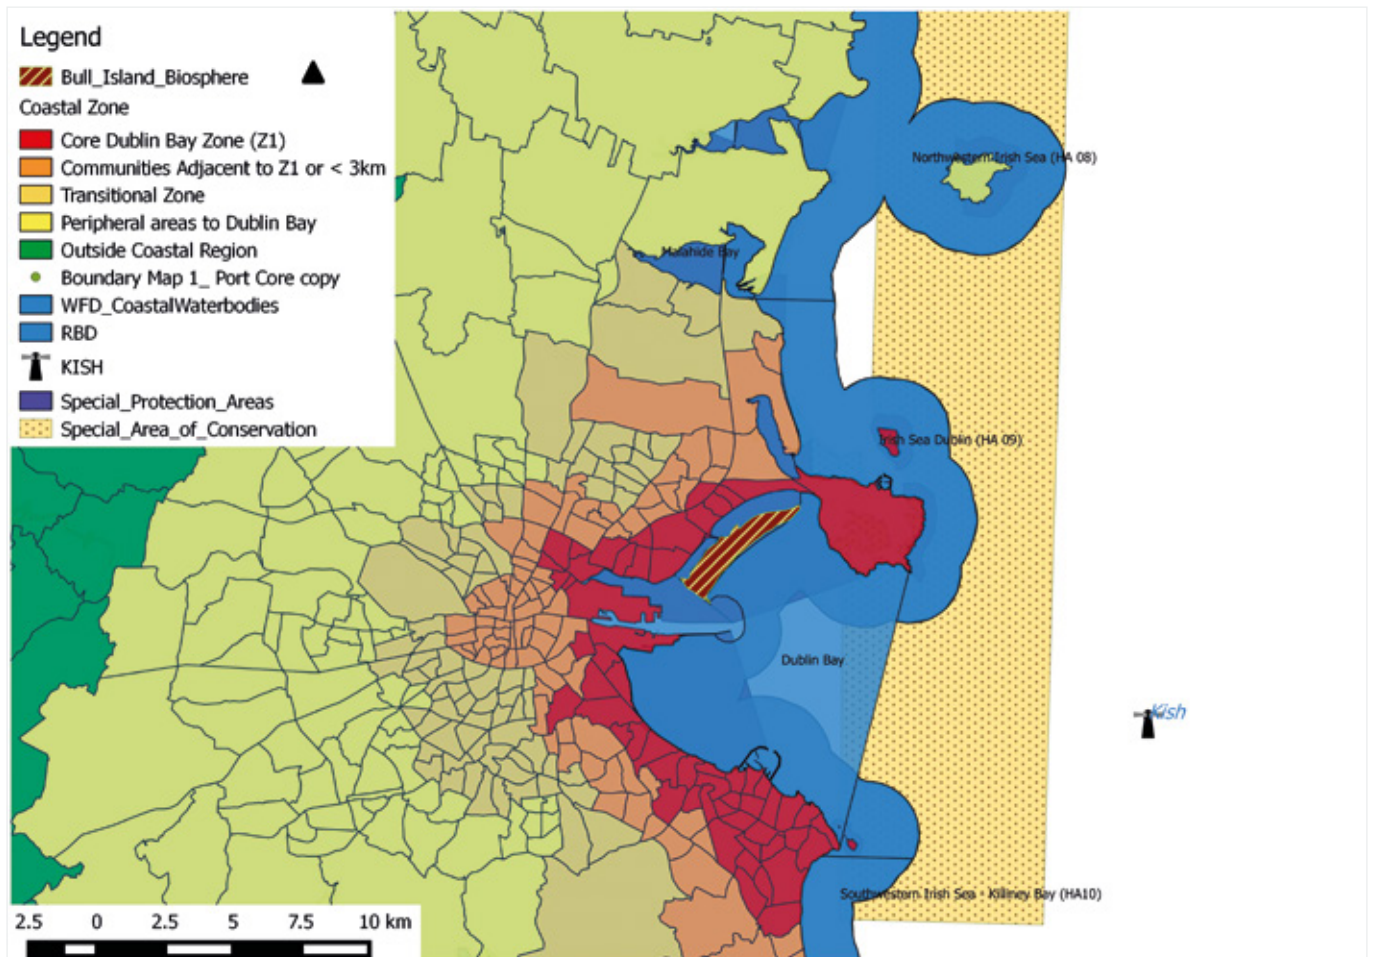 Legend
Bull_Island_Biosphere
Coastal Zone
Core Dublin Bay Zone (Z1)
Communities Adjacent to Z1 or < 3km
Transitional Zone
Peripheral areas to Dublin Bay
Outside Coastal Region
Boundary Map 1_ Port Core copy
WFD_CoastalWaterbodies
RBD
KISH
Special_Protection_Areas
Special_Area_of_Conservation
Northwestern Irish Sea (HA 08)
Malahide Bay
Irish Sea Dublin (HA 09)
Dublin Bay
Kish
Southwestern Irish Sea - Killiney Bay (HA10)
2.5 0 2.5 5 7.5 10 km